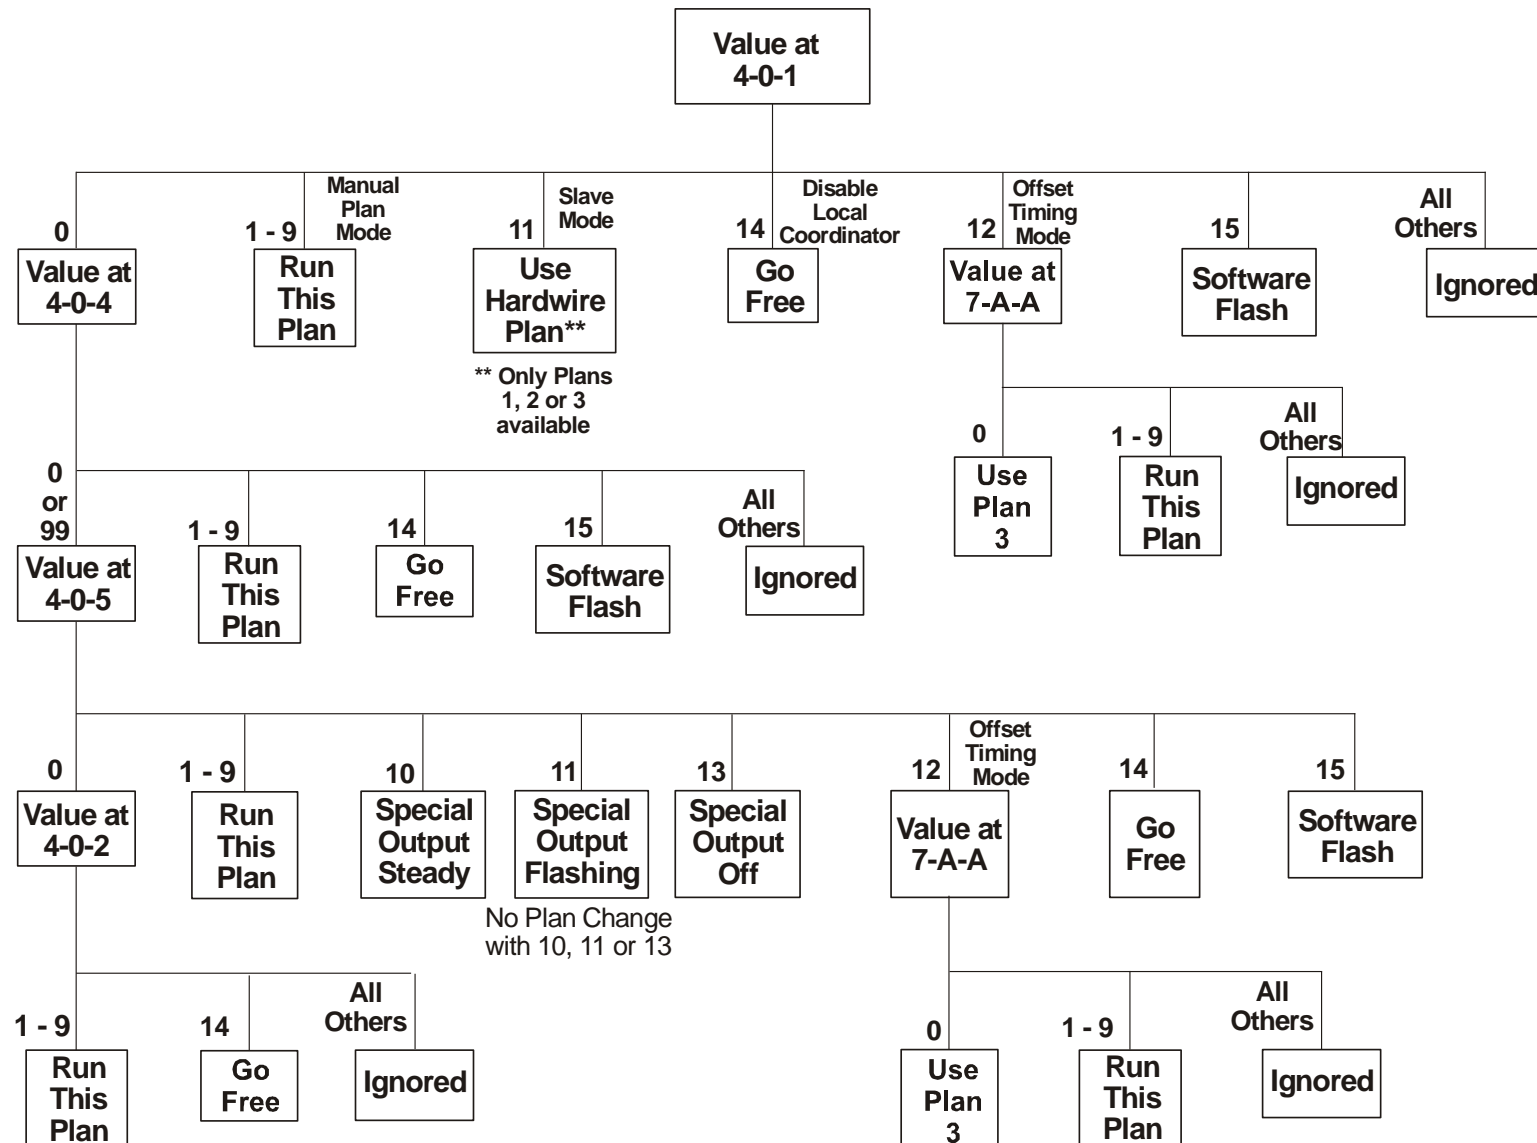 Value at
4-0-1
0
1 - 9
Manual
Plan
Mode
11
Slave
Mode
14
Disable
Local
Coordinator
12
Offset
Timing
Mode
15
All
Others
Value at
4-0-4
Run
This
Plan
Use
Hardwire
Plan**
** Only Plans
1, 2 or 3
available
Go
Free
Value at
7-A-A
Software
Flash
Ignored
0
1 - 9
All
Others
Use
Plan
3
Run
This
Plan
Ignored
0
or
99
1 - 9
14
15
All
Others
Value at
4-0-5
Run
This
Plan
Go
Free
Software
Flash
Ignored
0
1 - 9
10
11
13
12
Offset
Timing
Mode
14
15
Value at
4-0-2
Run
This
Plan
Special
Output
Steady
Special
Output
Flashing
Special
Output
Off
No Plan Change
with 10, 11 or 13
Value at
7-A-A
Go
Free
Software
Flash
1 - 9
14
All
Others
Run
This
Plan
Go
Free
Ignored
0
1 - 9
All
Others
Use
Plan
3
Run
This
Plan
Ignored